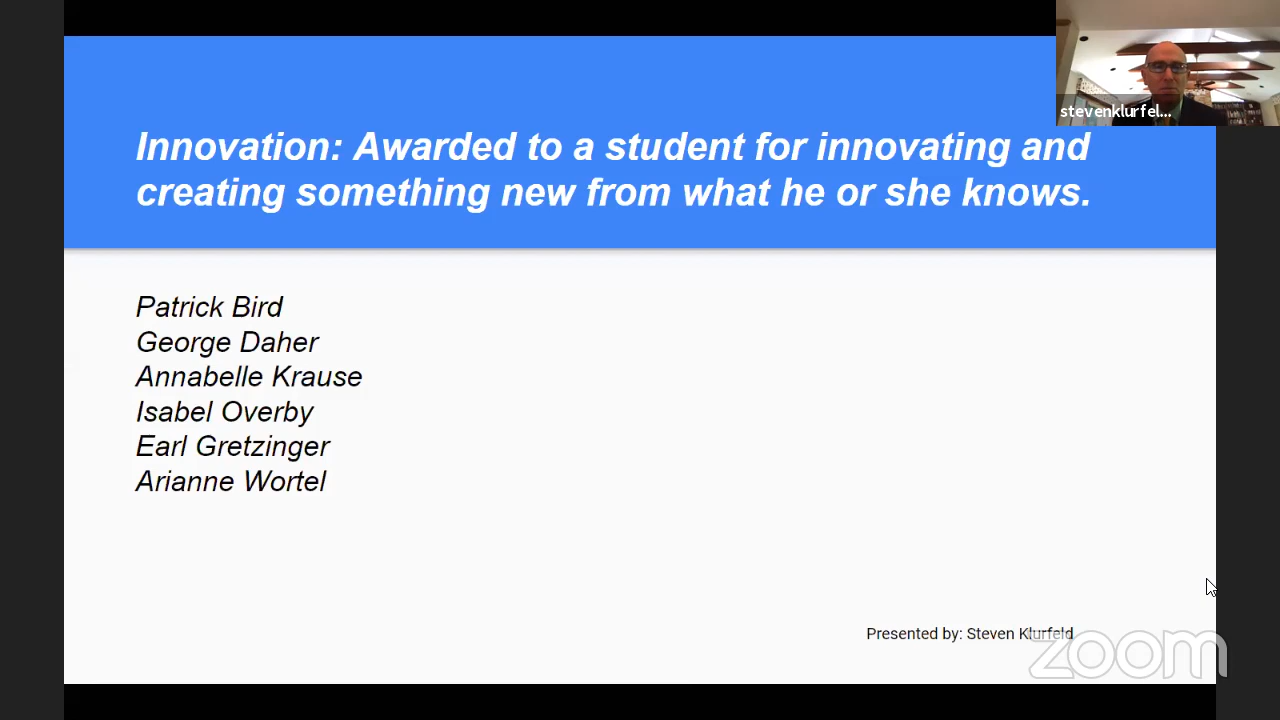 stevenklurfel...
Innovation: Awarded to a student for innovating and
creating something new from what he or she knows.
Patrick Bird
George Daher
Annabelle Krause
Isabel Overby
Earl Gretzinger
Arianne Wortel
Presented by: Steven Klurfeld
zoom